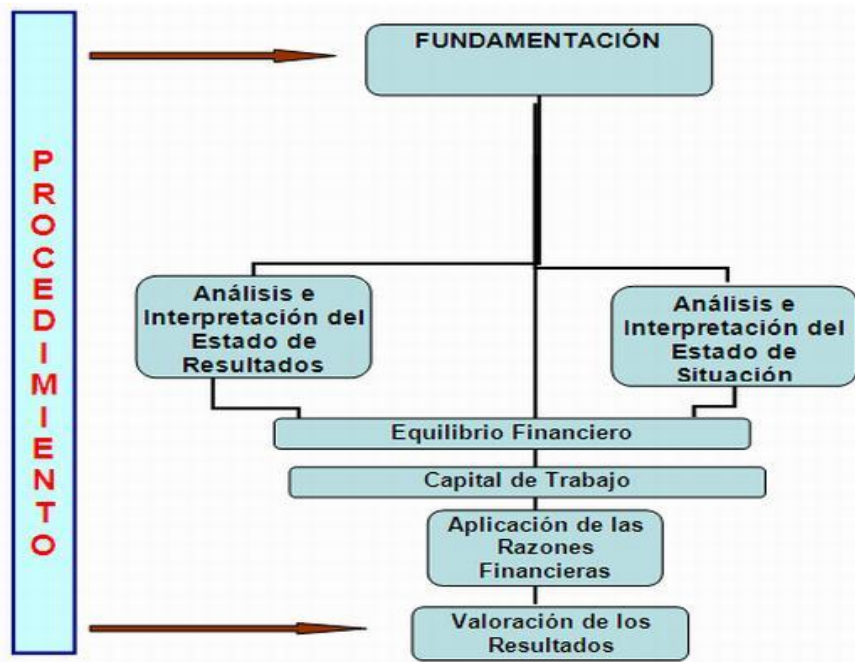 PROCEDIMIENTO
FUNDAMENTACIÓN
Análisis e
Interpretación del
Estado de
Resultados
Análisis e
Interpretación del
Estado de
Situación
Equilibrio Financiero
Capital de Trabajo
Aplicación de las
Razones
Financieras
Valoración de los
Resultados